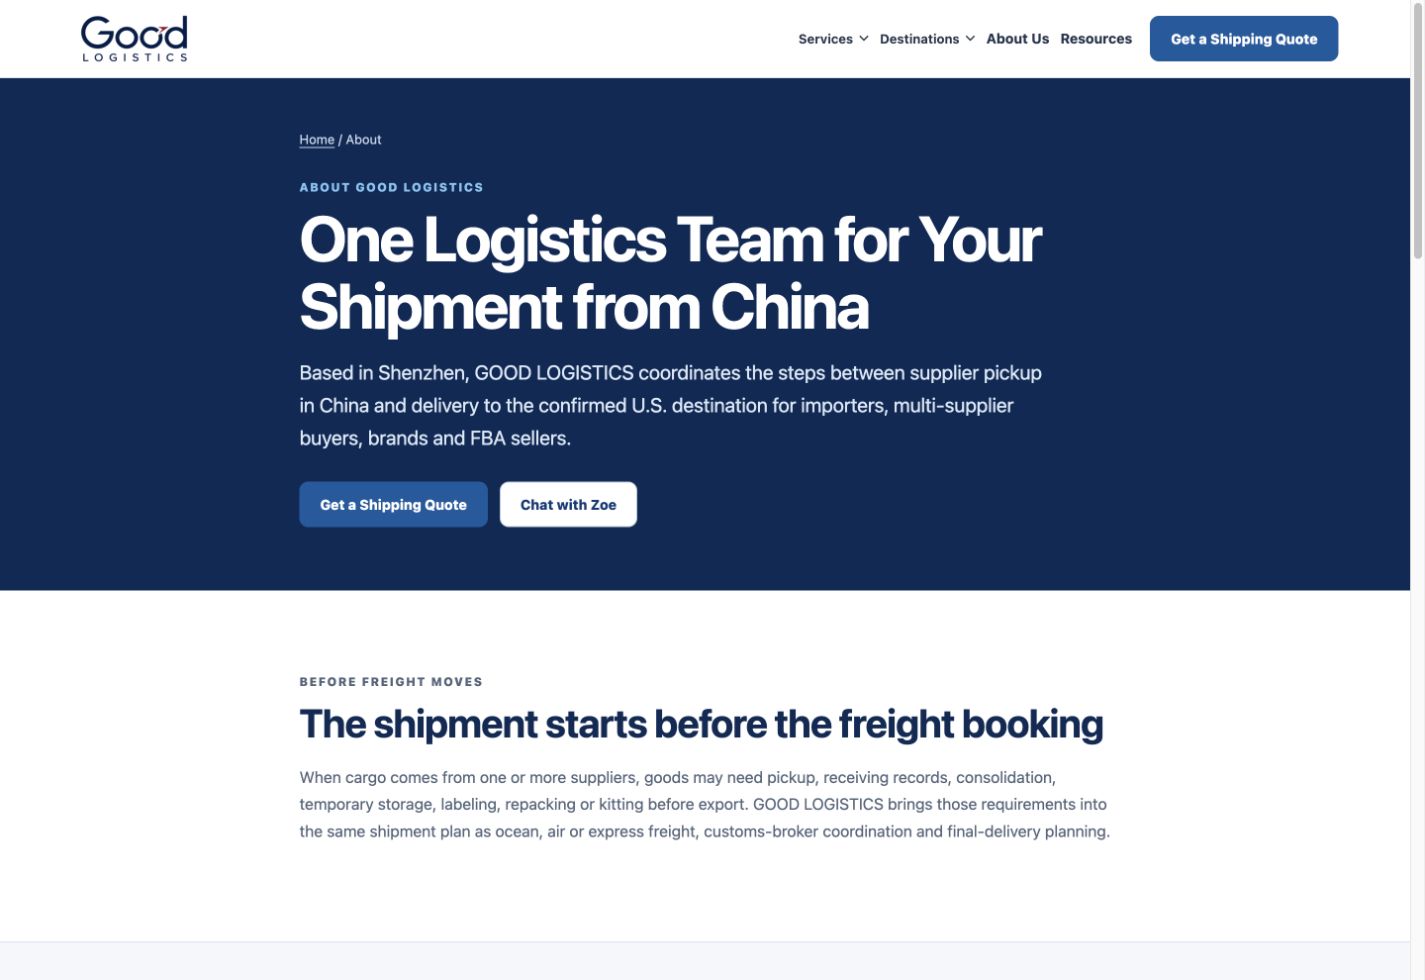 Good
LOGISTICS
Services
Destinations
About Us
Resources
Get a Shipping Quote
Home / About
ABOUT GOOD LOGISTICS
One Logistics Team for Your
Shipment from China
Based in Shenzhen, GOOD LOGISTICS coordinates the steps between supplier pickup
in China and delivery to the confirmed U.S. destination for importers, multi-supplier
buyers, brands and FBA sellers.
Get a Shipping Quote
Chat with Zoe
BEFORE FREIGHT MOVES
The shipment starts before the freight booking
When cargo comes from one or more suppliers, goods may need pickup, receiving records, consolidation,
temporary storage, labeling, repacking or kitting before export. GOOD LOGISTICS brings those requirements into
the same shipment plan as ocean, air or express freight, customs-broker coordination and final-delivery planning.